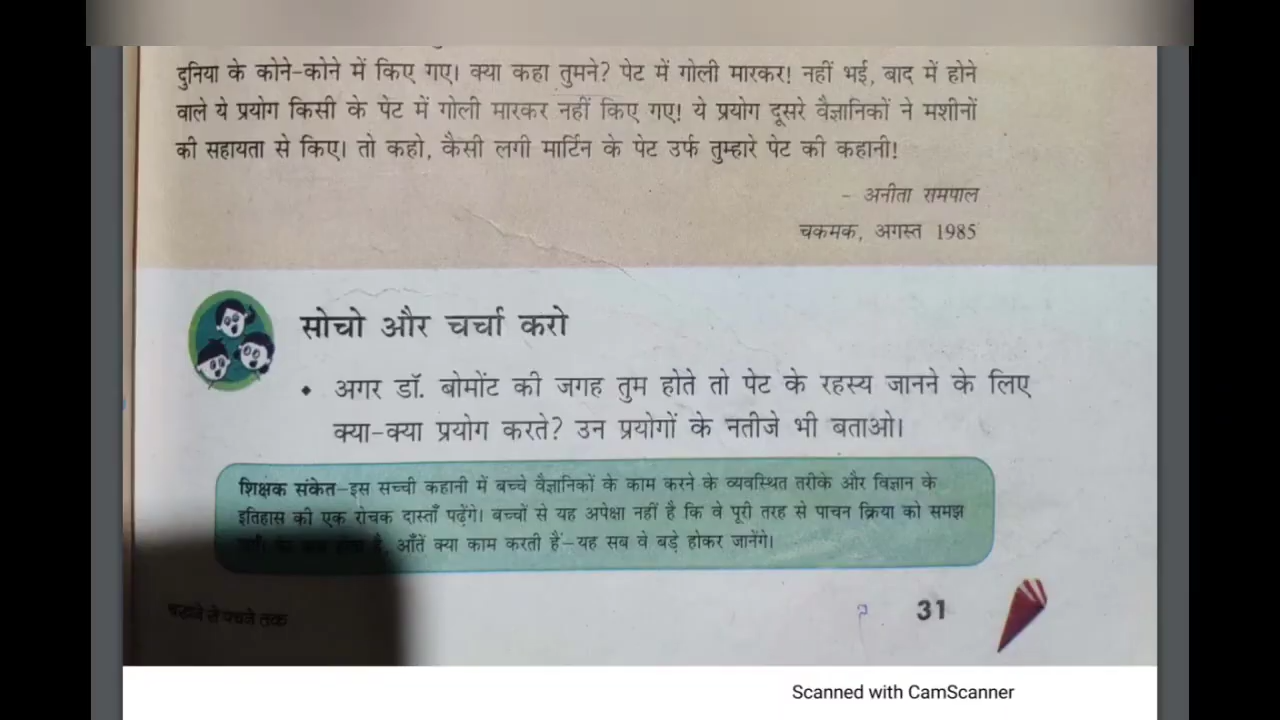 दुनिया के कोने-कोने में किए गए। क्या कहा तुमने? पेट में गोली मारकर! नहीं भई, बाद में होने
वाले ये प्रयोग किसी के पेट में गोली मारकर नहीं किए गए! ये प्रयोग दूसरे वैज्ञानिकों ने मशीनों
की सहायता से किए। तो कहो, कैसी लगी मार्टिन के पेट उर्फ तुम्हारे पेट की कहानी!
- अनीता रामपाल
चकमक, अगस्त 1985
सोचो और चर्चा करो
• अगर डॉ. बोमोंट की जगह तुम होते तो पेट के रहस्य जानने के लिए
क्या-क्या प्रयोग करते? उन प्रयोगों के नतीजे भी बताओ।
शिक्षक संकेत–इस सच्ची कहानी में बच्चे वैज्ञानिकों के काम करने के व्यवस्थित तरीके और विज्ञान के
इतिहास की एक रोचक दास्ताँ पढ़ेंगे। बच्चों से यह अपेक्षा नहीं है कि वे पूरी तरह से पाचन क्रिया को समझ
है, आँतें क्या काम करती हैं–यह सब वे बड़े होकर जानेंगे।
चखने से पचने तक
31
Scanned with CamScanner